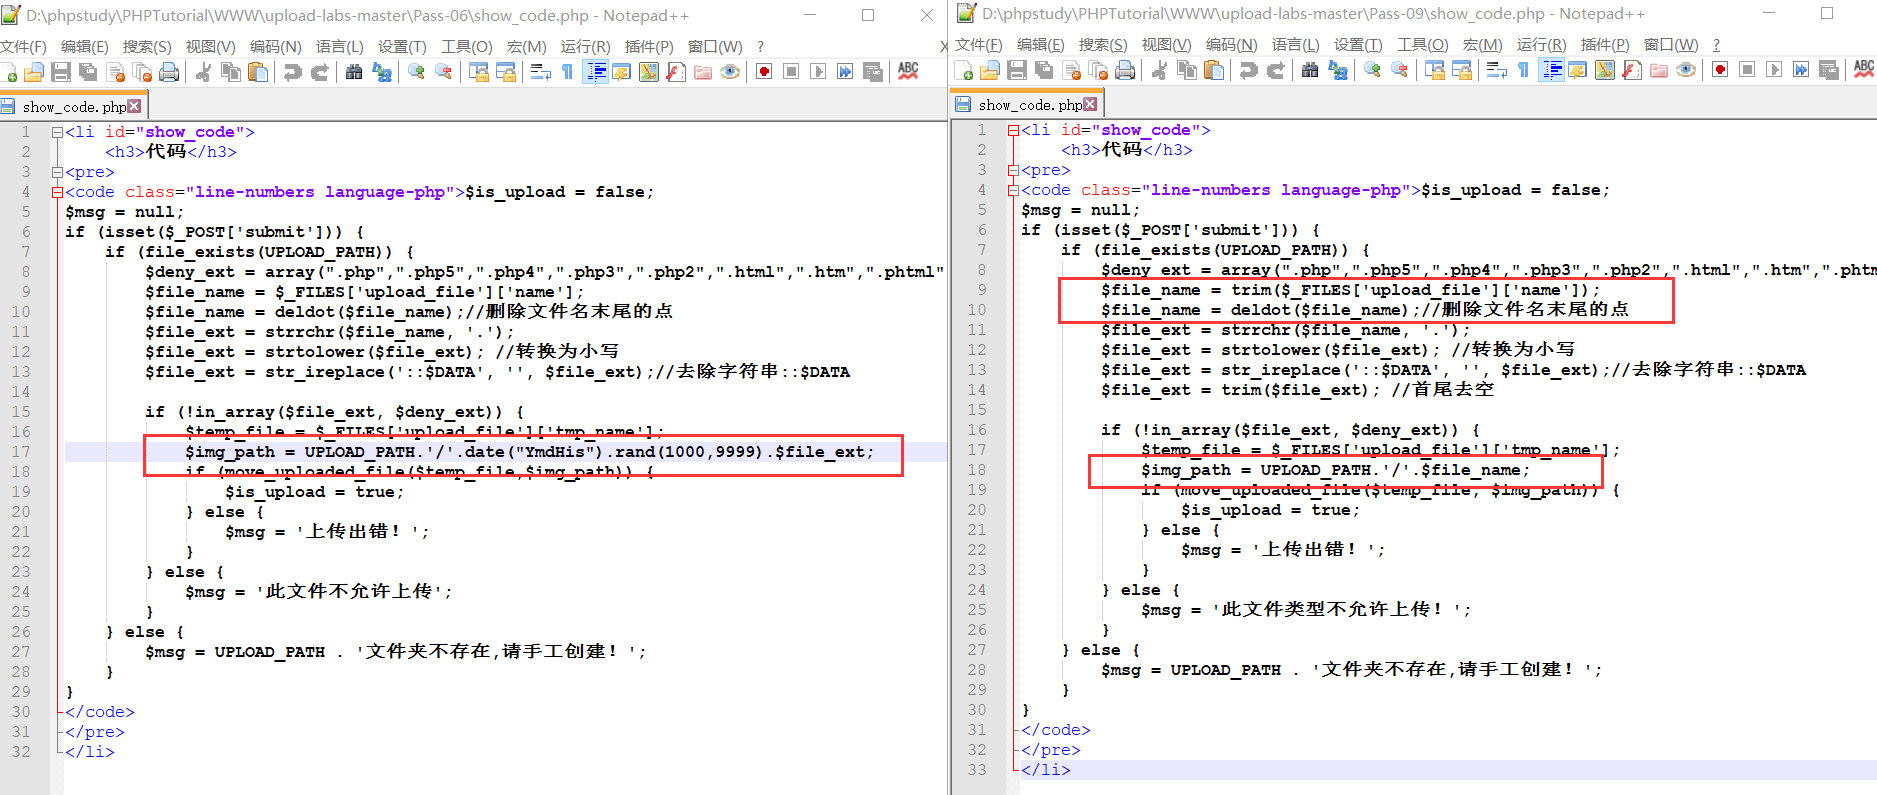 D:\phpstudy\PHPTutorial\WWW\upload-labs-master\Pass-06\show_code.php - Notepad++
文件(F) 编辑(E) 搜索(S) 视图(V) 编码(N) 语言(L) 设置(T) 工具(O) 宏(M) 运行(R) 插件(P) 窗口(W) ? X
ABC
show_code.php
1 <li id="show_code">
2 <h3>代码</h3>
3 <pre>
4 <code class="line-numbers language-php">$is_upload = false;
5 $msg = null;
6 if (isset($_POST['submit'])) {
7 if (file_exists(UPLOAD_PATH)) {
8 $deny_ext = array(".php",".php5",".php4",".php3",".php2",".html",".htm",".phtml"
9 $file_name = $_FILES['upload_file']['name'];
10 $file_name = deldot($file_name);//删除文件名末尾的点
11 $file_ext = strrchr($file_name, '.');
12 $file_ext = strtolower($file_ext); //转换为小写
13 $file_ext = str_ireplace('::$DATA', '', $file_ext);//去除字符串::$DATA
14
15 if (!in_array($file_ext, $deny_ext)) {
16 $temp_file = $_FILES['upload_file']['tmp_name'];
17 $img_path = UPLOAD_PATH.'/'.date("YmdHis").rand(1000,9999).$file_ext;
18 if (move_uploaded_file($temp_file,$img_path)) {
19 $is_upload = true;
20 } else {
21 $msg = '上传出错！';
22 }
23 } else {
24 $msg = '此文件不允许上传';
25 }
26 } else {
27 $msg = UPLOAD_PATH . '文件夹不存在,请手工创建！';
28 }
29 }
30 </code>
31 </pre>
32 </li>
D:\phpstudy\PHPTutorial\WWW\upload-labs-master\Pass-09\show_code.php - Notepad++
文件(F) 编辑(E) 搜索(S) 视图(V) 编码(N) 语言(L) 设置(T) 工具(O) 宏(M) 运行(R) 插件(P) 窗口(W) ?
ABC
show_code.php
1 <li id="show_code">
2 <h3>代码</h3>
3 <pre>
4 <code class="line-numbers language-php">$is_upload = false;
5 $msg = null;
6 if (isset($_POST['submit'])) {
7 if (file_exists(UPLOAD_PATH)) {
8 $deny_ext = array(".php",".php5",".php4",".php3",".php2",".html",".htm",".phtm
9 $file_name = trim($_FILES['upload_file']['name']);
10 $file_name = deldot($file_name);//删除文件名末尾的点
11 $file_ext = strrchr($file_name, '.');
12 $file_ext = strtolower($file_ext); //转换为小写
13 $file_ext = str_ireplace('::$DATA', '', $file_ext);//去除字符串::$DATA
14 $file_ext = trim($file_ext); //首尾去空
15
16 if (!in_array($file_ext, $deny_ext)) {
17 $temp_file = $_FILES['upload_file']['tmp_name'];
18 $img_path = UPLOAD_PATH.'/'.$file_name;
19 if (move_uploaded_file($temp_file, $img_path)) {
20 $is_upload = true;
21 } else {
22 $msg = '上传出错！';
23 }
24 } else {
25 $msg = '此文件类型不允许上传！';
26 }
27 } else {
28 $msg = UPLOAD_PATH . '文件夹不存在,请手工创建！';
29 }
30 }
31 </code>
32 </pre>
33 </li>